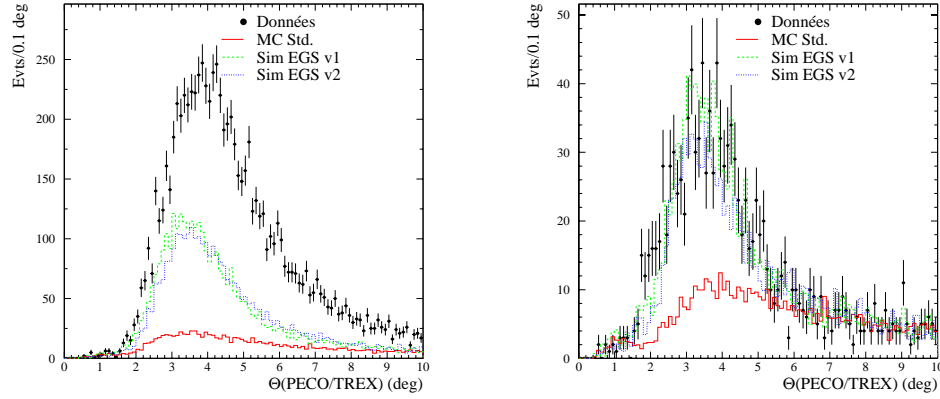 Evts/0.1 deg
Données
MC Std.
Sim EGS v1
Sim EGS v2
250
200
150
100
50
0
0 1 2 3 4 5 6 7 8 9 10
Θ(PECO/TREX) (deg)
Evts/0.1 deg
Données
MC Std.
Sim EGS v1
Sim EGS v2
50
40
30
20
10
0
0 1 2 3 4 5 6 7 8 9 10
Θ(PECO/TREX) (deg)